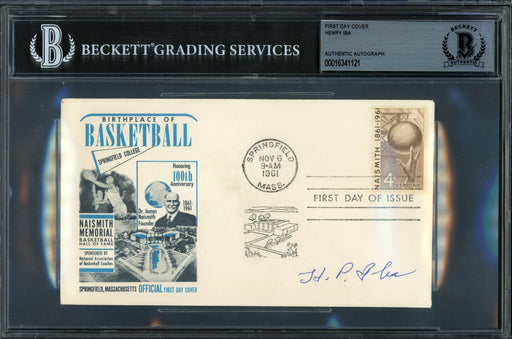 BECKETT GRADING SERVICES
FIRST DAY COVER
HENRY IBA
AUTHENTIC AUTOGRAPH
00016341121
BECKETT
AUTHENTIC
BIRTHPLACE OF
BASKETBALL
SPRINGFIELD COLLEGE
Honoring
100th
Anniversary
1861-
1961
Dr. James
Naismith
Founder
NAISMITH
MEMORIAL
BASKETBALL
HALL OF FAME
SPONSORED BY
National Association
of Basketball Coaches
SPRINGFIELD, MASSACHUSETTS OFFICIAL FIRST DAY COVER
SPRINGFIELD
NOV 6
9-AM
1961
MASS.
NAISMITH 1861-1961
4¢
U.S. POSTAGE
FIRST DAY OF ISSUE
H. P. Iba